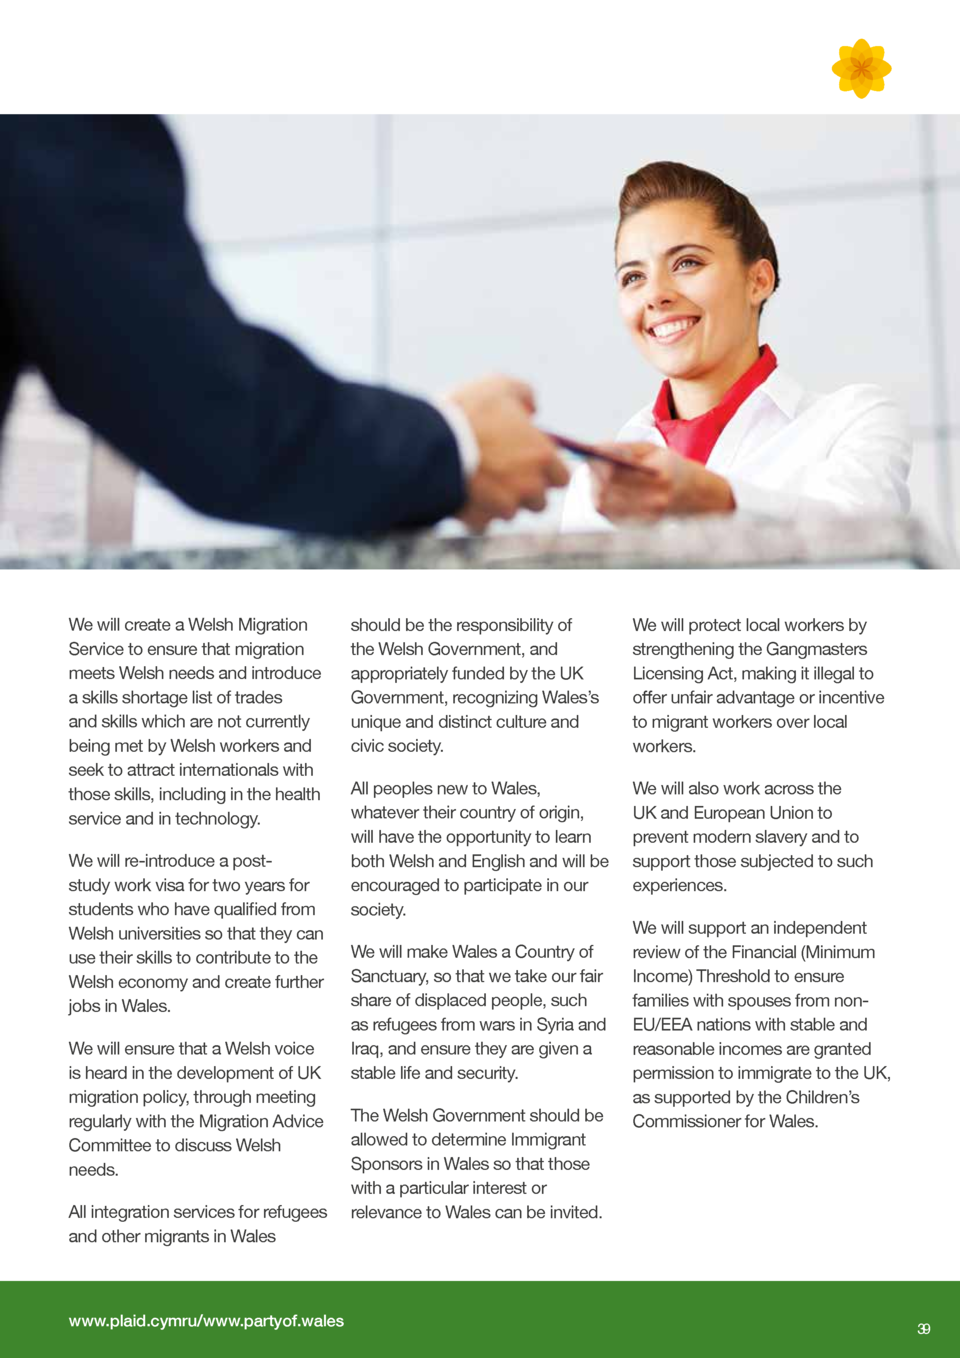 We will create a Welsh Migration
Service to ensure that migration
meets Welsh needs and introduce
a skills shortage list of trades
and skills which are not currently
being met by Welsh workers and
seek to attract internationals with
those skills, including in the health
service and in technology.
We will re-introduce a post-
study work visa for two years for
students who have qualified from
Welsh universities so that they can
use their skills to contribute to the
Welsh economy and create further
jobs in Wales.
We will ensure that a Welsh voice
is heard in the development of UK
migration policy, through meeting
regularly with the Migration Advice
Committee to discuss Welsh
needs.
All integration services for refugees
and other migrants in Wales
should be the responsibility of
the Welsh Government, and
appropriately funded by the UK
Government, recognizing Wales's
unique and distinct culture and
civic society.
All peoples new to Wales,
whatever their country of origin,
will have the opportunity to learn
both Welsh and English and will be
encouraged to participate in our
society.
We will make Wales a Country of
Sanctuary, so that we take our fair
share of displaced people, such
as refugees from wars in Syria and
Iraq, and ensure they are given a
stable life and security.
The Welsh Government should be
allowed to determine Immigrant
Sponsors in Wales so that those
with a particular interest or
relevance to Wales can be invited.
We will protect local workers by
strengthening the Gangmasters
Licensing Act, making it illegal to
offer unfair advantage or incentive
to migrant workers over local
workers.
We will also work across the
UK and European Union to
prevent modern slavery and to
support those subjected to such
experiences.
We will support an independent
review of the Financial (Minimum
Income) Threshold to ensure
families with spouses from non-
EU/EEA nations with stable and
reasonable incomes are granted
permission to immigrate to the UK,
as supported by the Children's
Commissioner for Wales.
www.plaid.cymru/www.partyof.wales
39